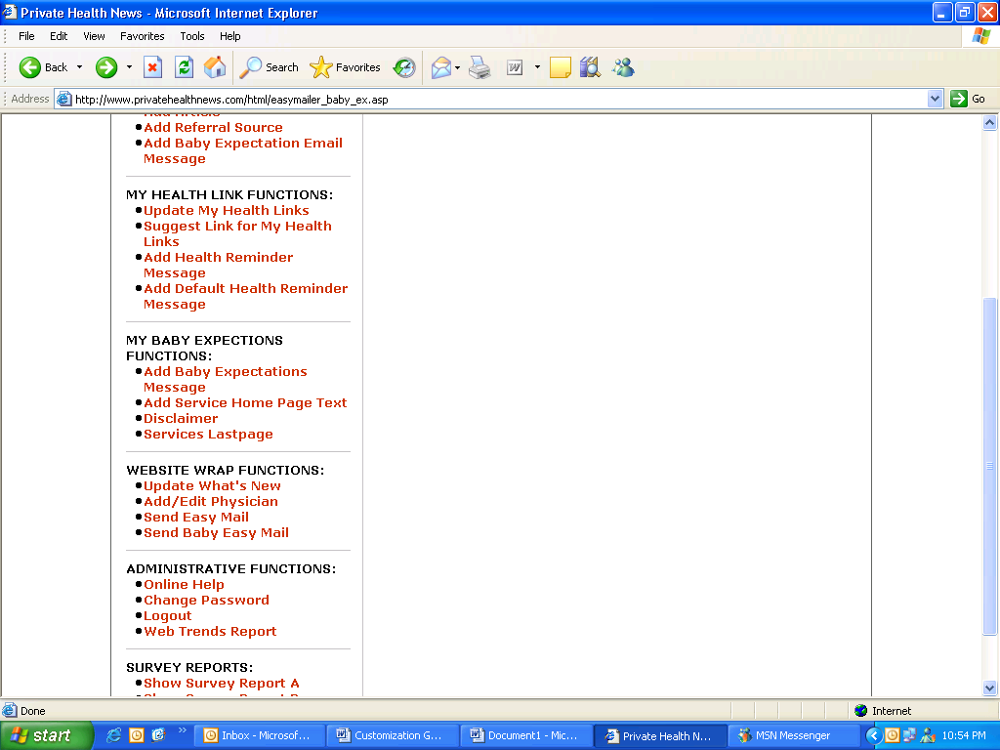 Private Health News - Microsoft Internet Explorer
File Edit View Favorites Tools Help
Back Search Favorites
Address http://www.privatehealthnews.com/html/easymailer_baby_ex.asp Go
Add Article
Add Referral Source
Add Baby Expectation Email
Message
MY HEALTH LINK FUNCTIONS:
Update My Health Links
Suggest Link for My Health
Links
Add Health Reminder
Message
Add Default Health Reminder
Message
MY BABY EXPECTIONS
FUNCTIONS:
Add Baby Expectations
Message
Add Service Home Page Text
Disclaimer
Services Lastpage
WEBSITE WRAP FUNCTIONS:
Update What's New
Add/Edit Physician
Send Easy Mail
Send Baby Easy Mail
ADMINISTRATIVE FUNCTIONS:
Online Help
Change Password
Logout
Web Trends Report
SURVEY REPORTS:
Show Survey Report A
Done Internet
start Inbox - Microsof... Customization G... Document1 - Mic... Private Health N... MSN Messenger 10:54 PM